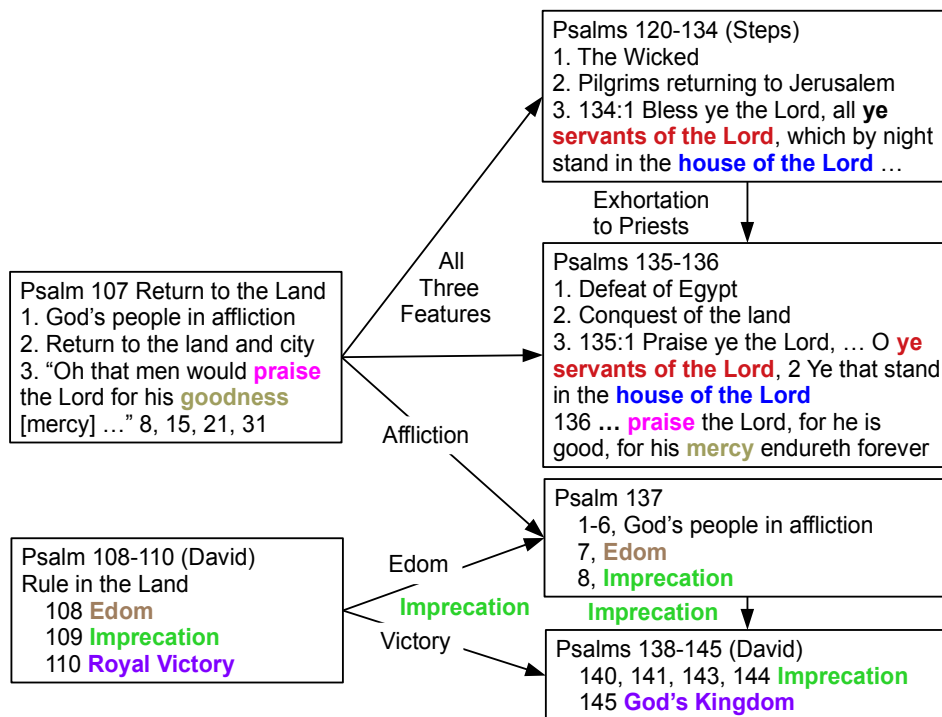 Psalms 120-134 (Steps)
1. The Wicked
2. Pilgrims returning to Jerusalem
3. 134:1 Bless ye the Lord, all ye
servants of the Lord, which by night
stand in the house of the Lord …
Exhortation
to Priests
All
Three
Features
Psalms 135-136
1. Defeat of Egypt
2. Conquest of the land
3. 135:1 Praise ye the Lord, … O ye
servants of the Lord, 2 Ye that stand
in the house of the Lord
136 … praise the Lord, for he is
good, for his mercy endureth forever
Psalm 107 Return to the Land
1. God’s people in affliction
2. Return to the land and city
3. “Oh that men would praise
the Lord for his goodness
[mercy] …” 8, 15, 21, 31
Affliction
Psalm 137
1-6, God’s people in affliction
7, Edom
8, Imprecation
Psalm 108-110 (David)
Rule in the Land
108 Edom
109 Imprecation
110 Royal Victory
Edom
Imprecation
Imprecation
Victory
Psalms 138-145 (David)
140, 141, 143, 144 Imprecation
145 God’s Kingdom